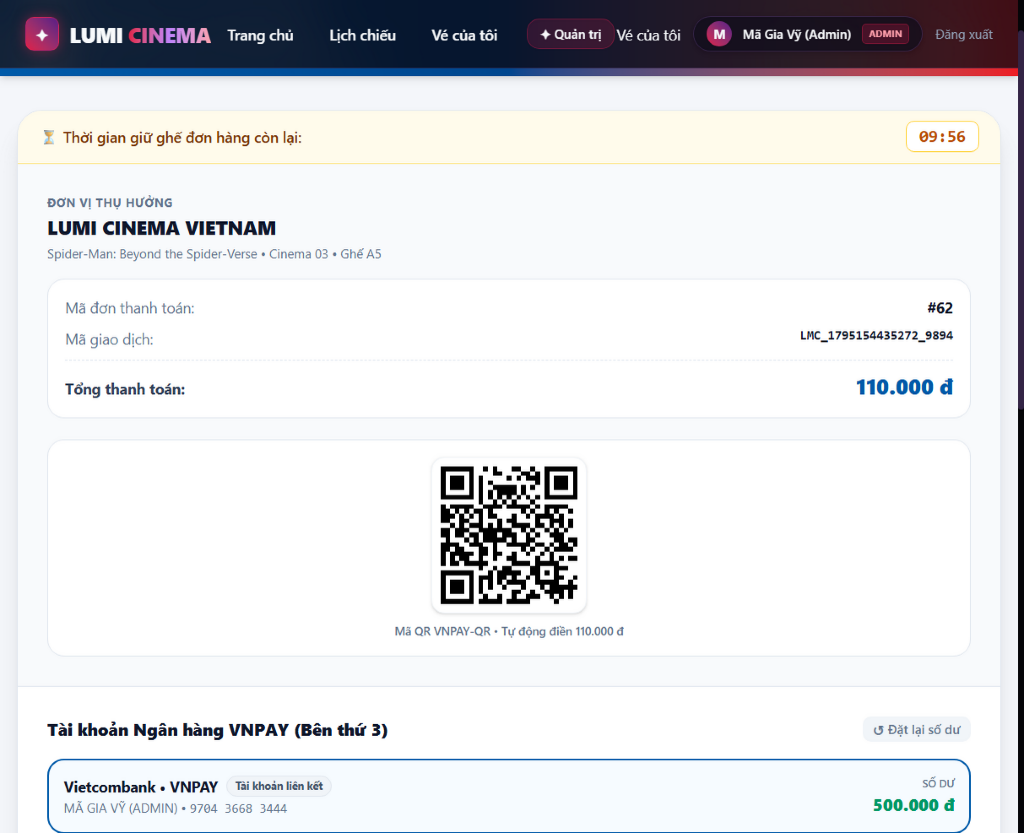 ✦ LUMI CINEMA Trang chủ Lịch chiếu Vé của tôi ✦ Quản trị Vé của tôi M Mã Gia Vỹ (Admin) ADMIN Đăng xuất
⏳ Thời gian giữ ghế đơn hàng còn lại: 09:56
ĐƠN VỊ THỤ HƯỞNG
LUMI CINEMA VIETNAM
Spider-Man: Beyond the Spider-Verse • Cinema 03 • Ghế A5
Mã đơn thanh toán: #62
Mã giao dịch: LMC_1795154435272_9894
Tổng thanh toán: 110.000 đ
Mã QR VNPAY-QR • Tự động điền 110.000 đ
Tài khoản Ngân hàng VNPAY (Bên thứ 3) ↺ Đặt lại số dư
Vietcombank • VNPAY Tài khoản liên kết SỐ DƯ
MÃ GIA VỸ (ADMIN) • 9704 3668 3444 500.000 đ